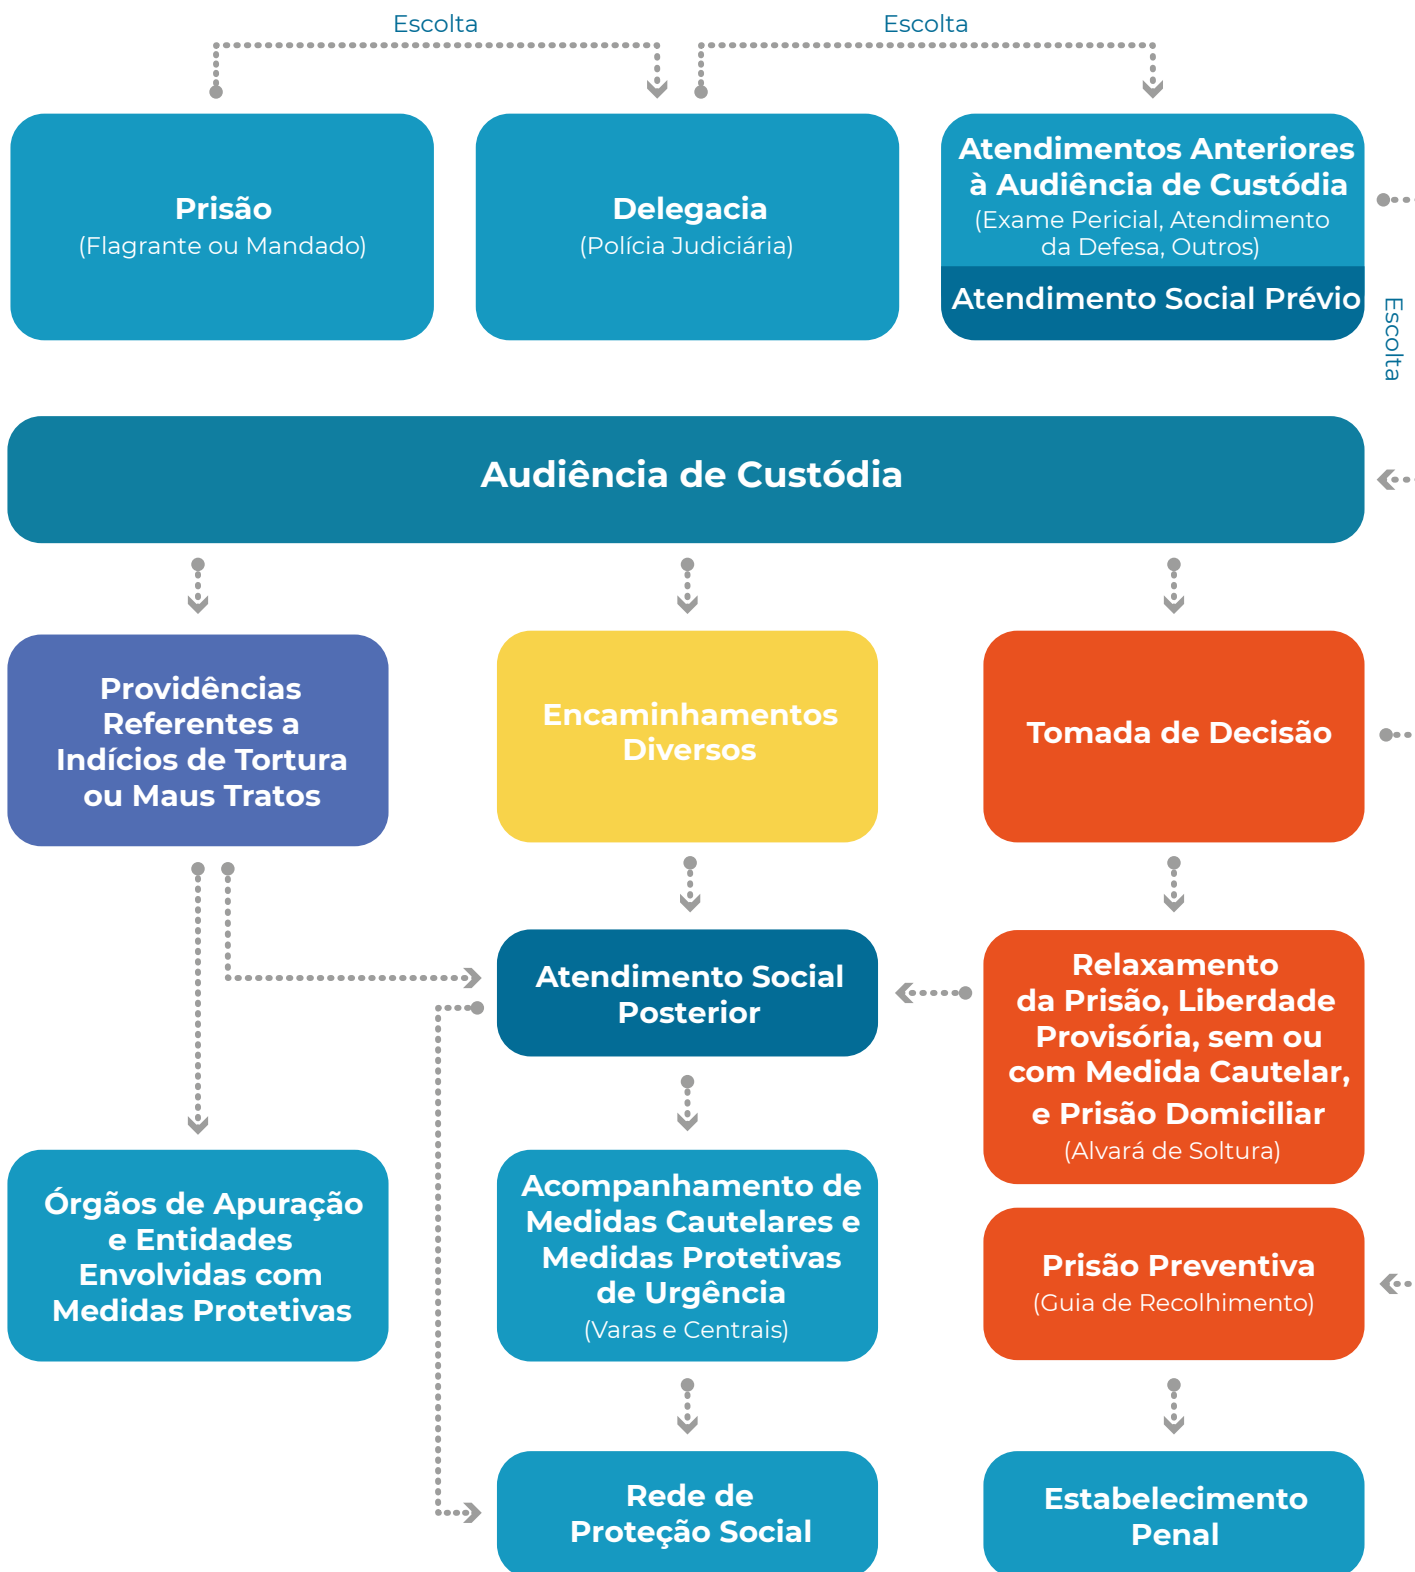 Escolta
Escolta
Prisão
(Flagrante ou Mandado)
Delegacia
(Polícia Judiciária)
Atendimentos Anteriores
à Audiência de Custódia
(Exame Pericial, Atendimento
da Defesa, Outros)
Atendimento Social Prévio
Escolta
Audiência de Custódia
Providências
Referentes a
Indícios de Tortura
ou Maus Tratos
Encaminhamentos
Diversos
Tomada de Decisão
Atendimento Social
Posterior
Relaxamento
da Prisão, Liberdade
Provisória, sem ou
com Medida Cautelar,
e Prisão Domiciliar
(Alvará de Soltura)
Órgãos de Apuração
e Entidades
Envolvidas com
Medidas Protetivas
Acompanhamento de
Medidas Cautelares e
Medidas Protetivas
de Urgência
(Varas e Centrais)
Prisão Preventiva
(Guia de Recolhimento)
Rede de
Proteção Social
Estabelecimento
Penal